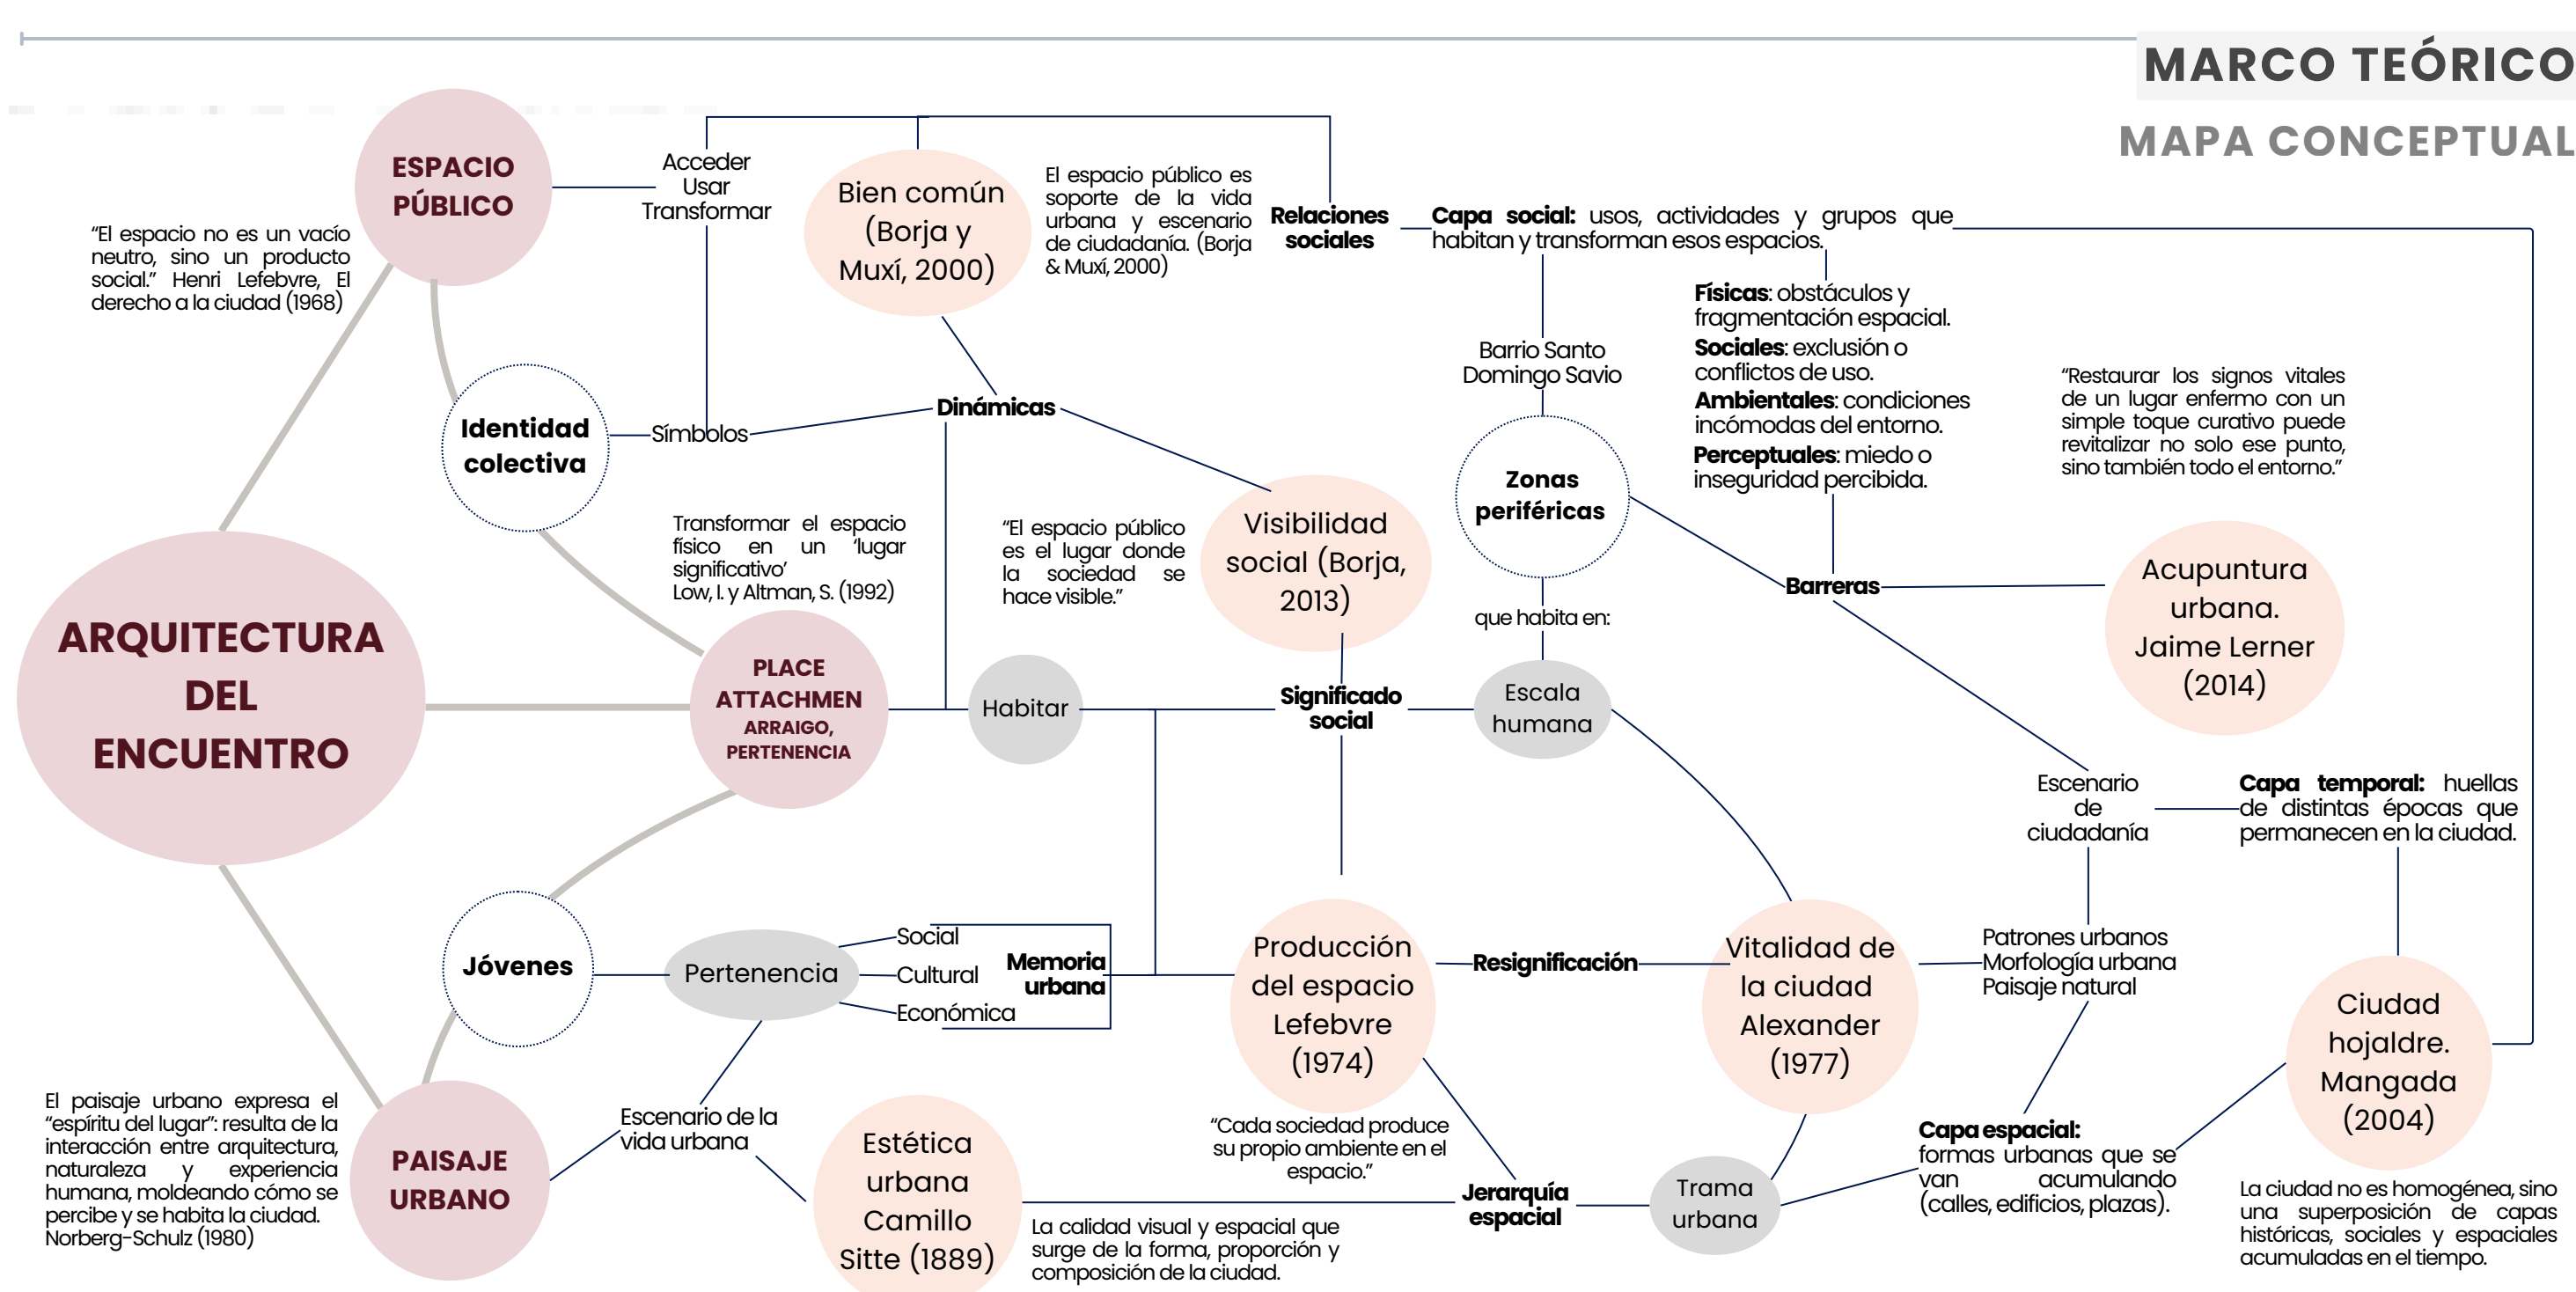 MARCO TEÓRICO
MAPA CONCEPTUAL
ESPACIO
PÚBLICO
“El espacio no es un vacío
neutro, sino un producto
social.” Henri Lefebvre, El
derecho a la ciudad (1968)
Acceder
Usar
Transformar
Bien común
(Borja y
Muxí, 2000)
El espacio público es
soporte de la vida
urbana y escenario
de ciudadanía. (Borja
& Muxí, 2000)
Relaciones
sociales
Capa social: usos, actividades y grupos que
habitan y transforman esos espacios.
Físicas: obstáculos y
fragmentación espacial.
Sociales: exclusión o
conflictos de uso.
Ambientales: condiciones
incómodas del entorno.
Perceptuales: miedo o
inseguridad percibida.
Barrio Santo
Domingo Savio
“Restaurar los signos vitales
de un lugar enfermo con un
simple toque curativo puede
revitalizar no solo ese punto,
sino también todo el entorno.”
Identidad
colectiva
Símbolos
Dinámicas
Zonas
periféricas
Transformar el espacio
físico en un ‘lugar
significativo’
Low, I. y Altman, S. (1992)
“El espacio público
es el lugar donde
la sociedad se
hace visible.”
Visibilidad
social (Borja,
2013)
que habita en:
Barreras
Acupuntura
urbana.
Jaime Lerner
(2014)
ARQUITECTURA
DEL
ENCUENTRO
PLACE
ATTACHMEN
ARRAIGO,
PERTENENCIA
Habitar
Significado
social
Escala
humana
Escenario
de
ciudadanía
Capa temporal: huellas
de distintas épocas que
permanecen en la ciudad.
Jóvenes
Pertenencia
Social
Cultural
Económica
Memoria
urbana
Producción
del espacio
Lefebvre
(1974)
Resignificación
Vitalidad de
la ciudad
Alexander
(1977)
Patrones urbanos
Morfología urbana
Paisaje natural
Ciudad
hojaldre.
Mangada
(2004)
El paisaje urbano expresa el
“espíritu del lugar”: resulta de la
interacción entre arquitectura,
naturaleza y experiencia
humana, moldeando cómo se
percibe y se habita la ciudad.
Norberg-Schulz (1980)
PAISAJE
URBANO
Escenario de la
vida urbana
Estética
urbana
Camillo
Sitte (1889)
“Cada sociedad produce
su propio ambiente en el
espacio.”
La calidad visual y espacial que
surge de la forma, proporción y
composición de la ciudad.
Jerarquía
espacial
Trama
urbana
Capa espacial:
formas urbanas que se
van acumulando
(calles, edificios, plazas).
La ciudad no es homogénea, sino
una superposición de capas
históricas, sociales y espaciales
acumuladas en el tiempo.